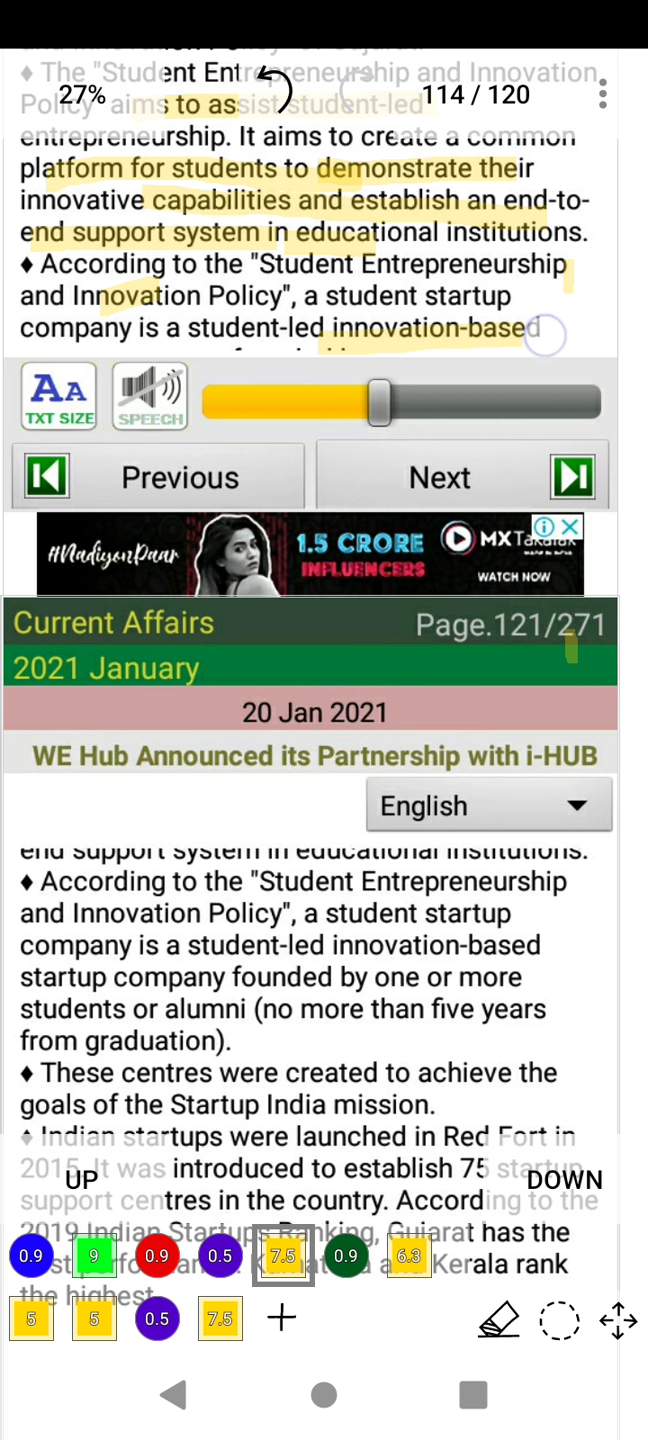 ♦ The "Student Entrepreneurship and Innovation
27%
114 / 120
Policy" aims to assist student-led
entrepreneurship. It aims to create a common
platform for students to demonstrate their
innovative capabilities and establish an end-to-
end support system in educational institutions.
♦ According to the "Student Entrepreneurship
and Innovation Policy", a student startup
company is a student-led innovation-based
AA
TXT SIZE
SPEECH
Previous
Next
#NadiyonPaar
1.5 CRORE
INFLUENCERS
MXTakaTak
WATCH NOW
Current Affairs
Page.121/271
2021 January
20 Jan 2021
WE Hub Announced its Partnership with i-HUB
English
end support system in educational institutions.
♦ According to the "Student Entrepreneurship
and Innovation Policy", a student startup
company is a student-led innovation-based
startup company founded by one or more
students or alumni (no more than five years
from graduation).
♦ These centres were created to achieve the
goals of the Startup India mission.
♦ Indian startups were launched in Red Fort in
2015. It was introduced to establish 75 startup
UP
DOWN
support centres in the country. According to the
2019 Indian Startups Ranking, Gujarat has the
Kerala rank
the highest
0.9
9
0.9
0.5
7.5
0.9
6.3
5
5
0.5
7.5